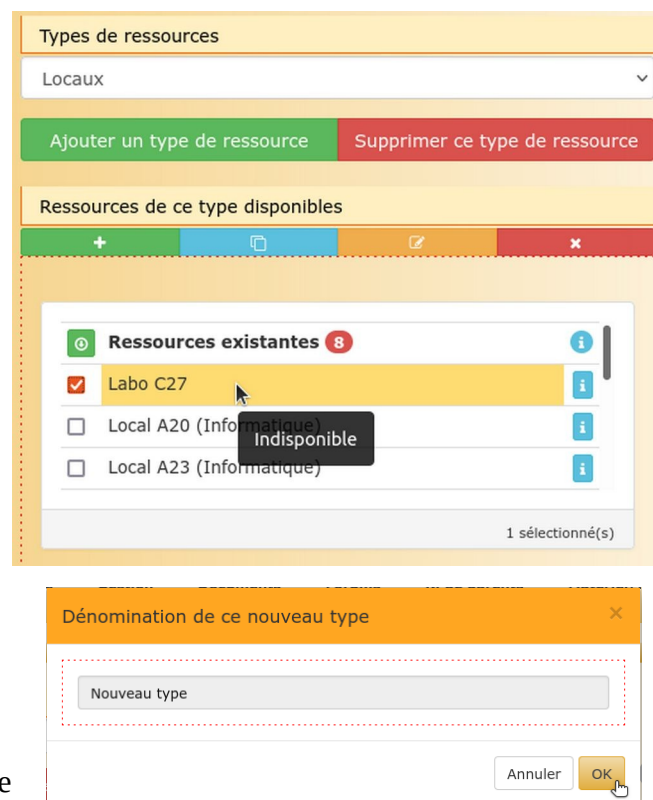 Types de ressources
Locaux
Ajouter un type de ressource Supprimer ce type de ressource
Ressources de ce type disponibles
Ressources existantes 8
Labo C27
Local A20 (Informatique)
Indisponible
Local A23 (Informatique)
1 sélectionné(s)
Dénomination de ce nouveau type
Nouveau type
Annuler OK
e